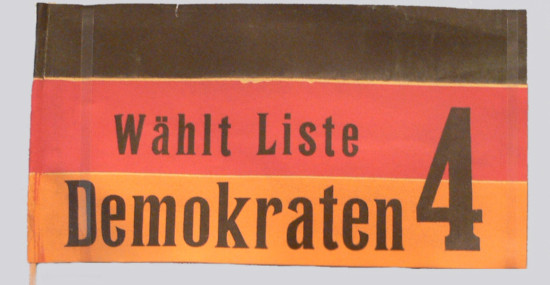 Wählt Liste
Demokraten 4